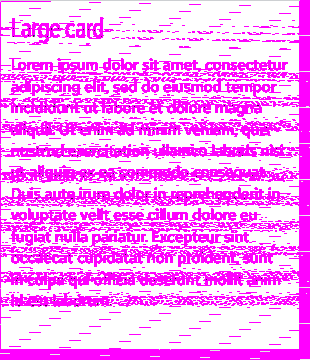 Large card
Lorem ipsum dolor sit amet, consectetur
adipiscing elit, sed do eiusmod tempor
incididunt ut labore et dolore magna
aliqua. Ut enim ad minim veniam, quis
nostrud exercitation ullamco laboris nisi
ut aliquip ex ea commodo consequat.
Duis aute irure dolor in reprehenderit in
voluptate velit esse cillum dolore eu
fugiat nulla pariatur. Excepteur sint
occaecat cupidatat non proident, sunt
in culpa qui officia deserunt mollit anim